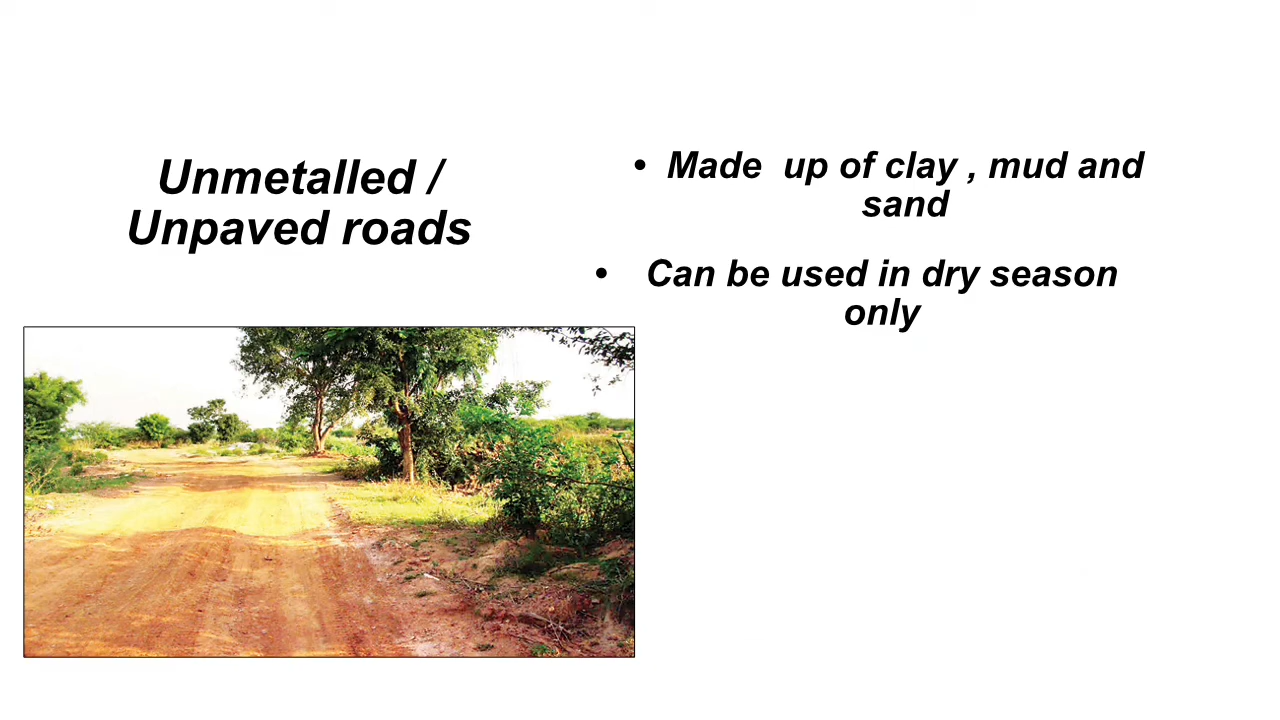 Unmetalled /
Unpaved roads
• Made up of clay , mud and
sand
• Can be used in dry season
only